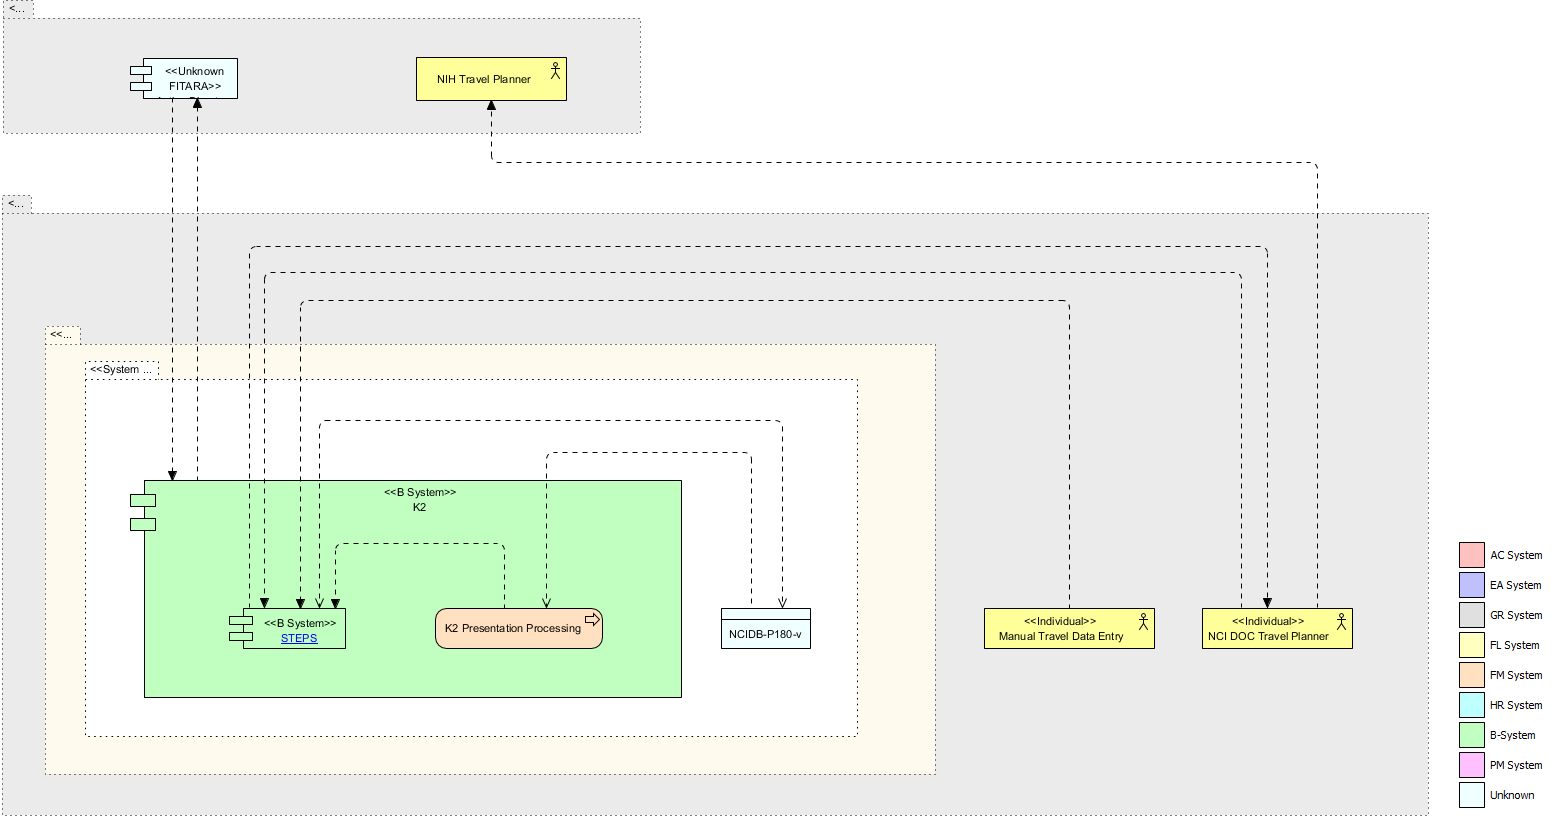 <...
<<Unknown
FITARA>>
NIH Travel Planner
<...
<<...
<<System ...
<<B System>>
K2
<<B System>>
STEPS
K2 Presentation Processing
NCIDB-P180-v
<<Individual>>
Manual Travel Data Entry
<<Individual>>
NCI DOC Travel Planner
AC System
EA System
GR System
FL System
FM System
HR System
B-System
PM System
Unknown